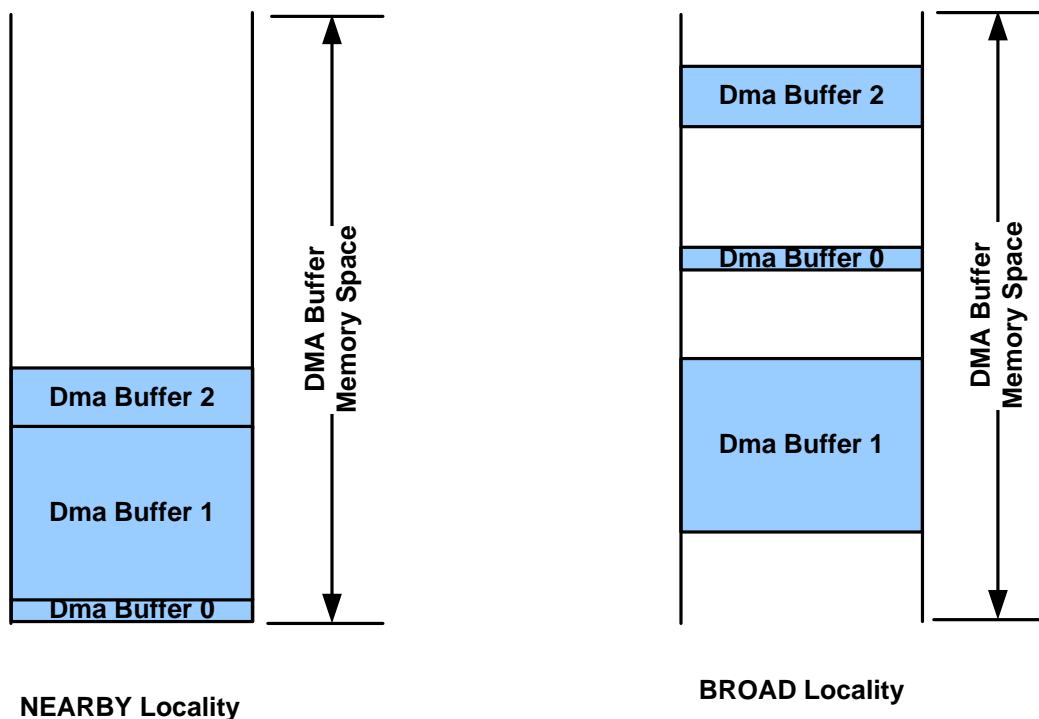 Dma Buffer 2
Dma Buffer 1
Dma Buffer 0
DMA Buffer
Memory Space
NEARBY Locality
Dma Buffer 2
Dma Buffer 0
Dma Buffer 1
DMA Buffer
Memory Space
BROAD Locality